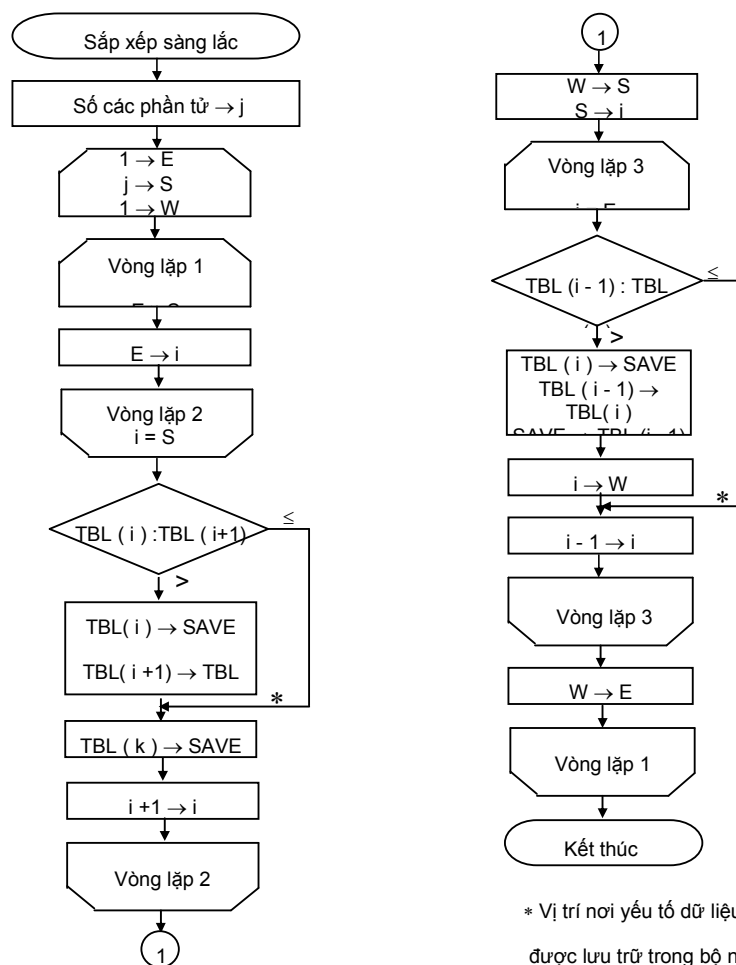 Sắp xếp sàng lắc
Số các phần tử → j
1 → E
j → S
1 → W
Vòng lặp 1
E → i
Vòng lặp 2
i = S
TBL ( i ) :TBL ( i+1)
≤
>
TBL( i ) → SAVE
TBL( i +1) → TBL
*
TBL ( k ) → SAVE
i +1 → i
Vòng lặp 2
1
1
W → S
S → i
Vòng lặp 3
TBL (i - 1) : TBL
≤
>
TBL ( i ) → SAVE
TBL ( i - 1) →
TBL( i )
SAVE → TBL (i - 1)
i → W
*
i - 1 → i
Vòng lặp 3
W → E
Vòng lặp 1
Kết thúc
* Vị trí nơi yếu tố dữ liệu
được lưu trữ trong bộ n